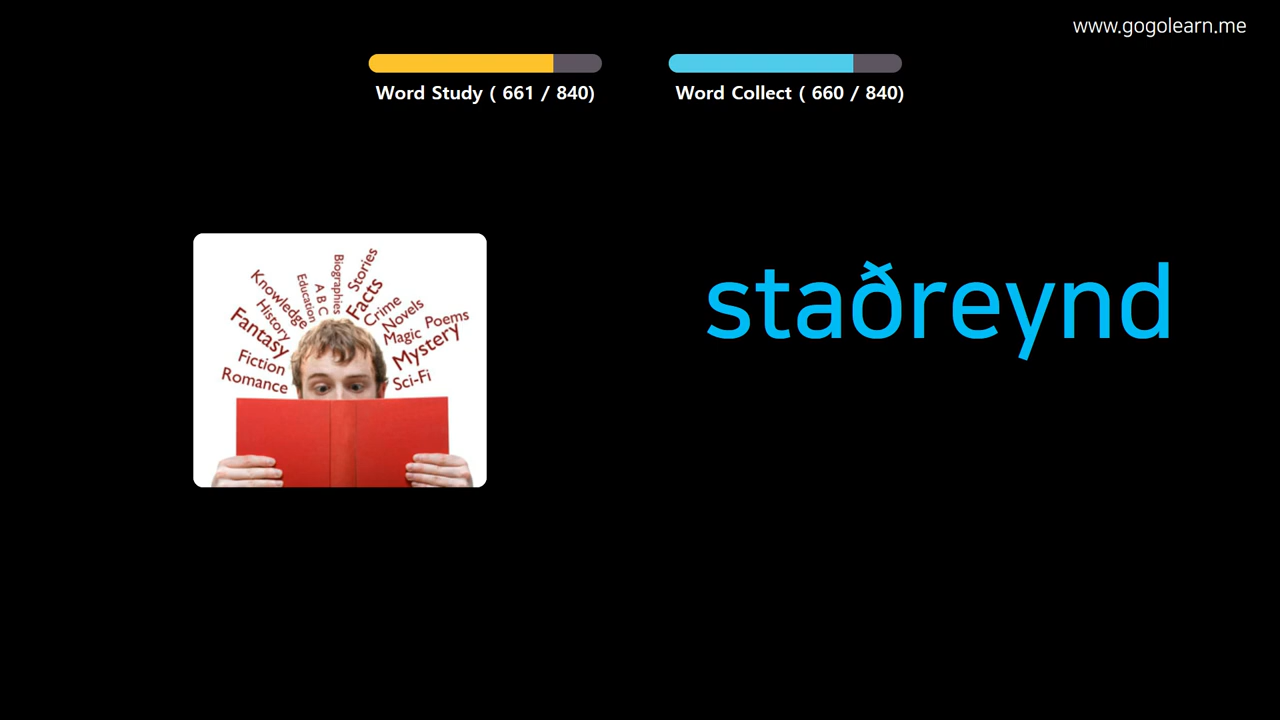 www.gogolearn.me
Word Study ( 661 / 840)
Word Collect ( 660 / 840)
staðreynd
Stories
Biographies
Facts
Knowledge
Education
A B C
Crime
History
Novels
Fantasy
Poems
Magic
Mystery
Fiction
Romance
Sci-Fi